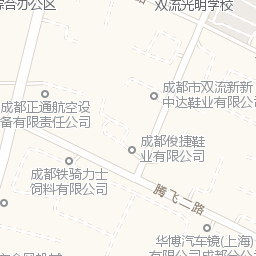 综合办公区
双流光明学校
成都市双流新新
中达鞋业有限公
成都正通航空设
备有限责任公司
成都俊捷鞋
业有限公司
成都铁骑力士
饲料有限公司
腾飞二路
华博汽车镜(上海)
有限公司成都分公